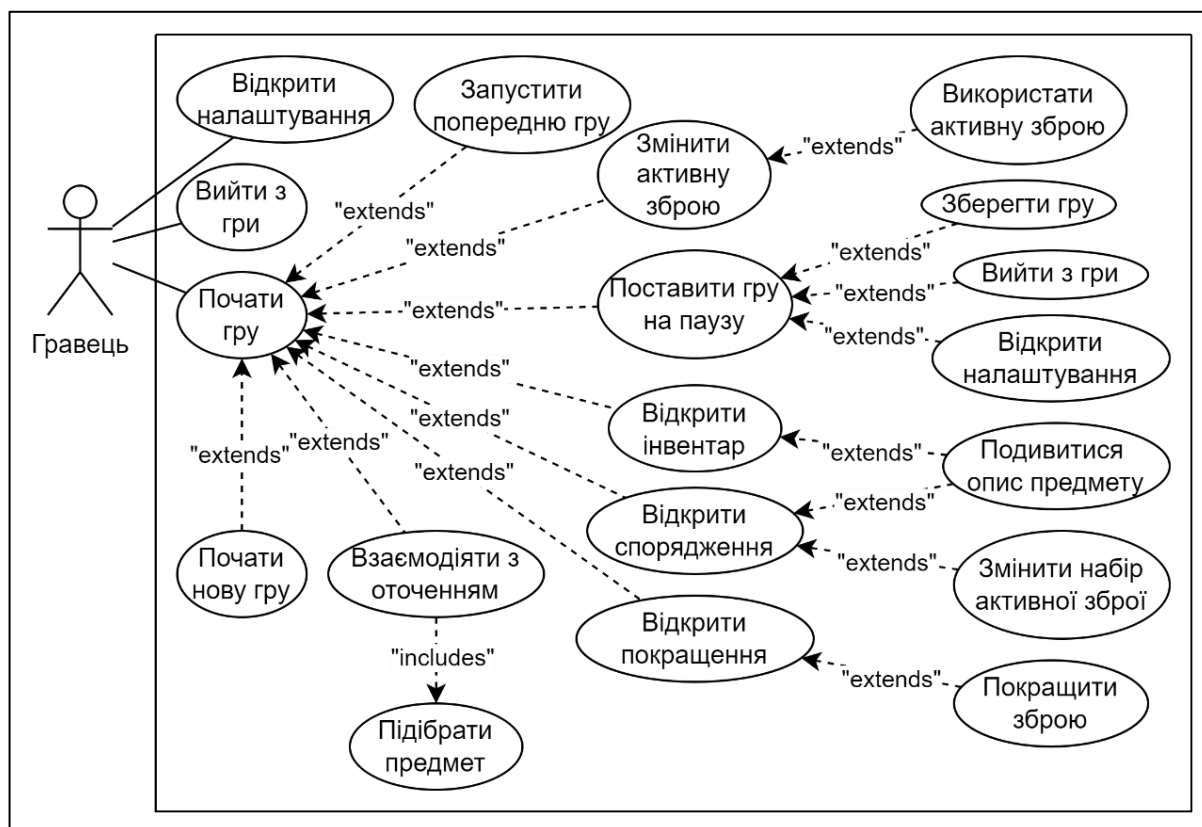 Відкрити
налаштування
Запустити
попередню гру
Використати
активну зброю
Змінити
активну
зброю
"extends"
Вийти з
гри
"extends"
Зберегти гру
"extends"
"extends"
Вийти з гри
Гравець
Почати
гру
"extends"
Поставити гру
на паузу
"extends"
"extends"
Відкрити
налаштування
"extends"
Відкрити
інвентар
"extends"
"extends"
"extends"
"extends"
"extends"
Подивитися
опис предмету
"extends"
Відкрити
спорядження
"extends"
Почати
нову гру
Взаємодіяти з
оточенням
Змінити набір
активної зброї
Відкрити
покращення
"includes"
"extends"
Покращити
зброю
Підібрати
предмет